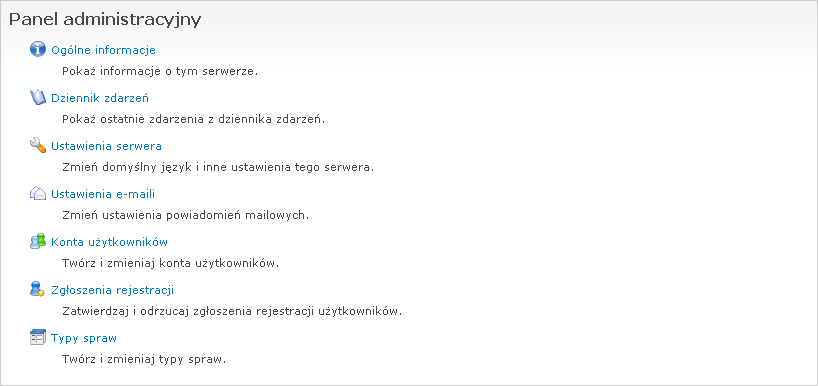 Panel administracyjny
Ogólne informacje
Pokaż informacje o tym serwerze.
Dziennik zdarzeń
Pokaż ostatnie zdarzenia z dziennika zdarzeń.
Ustawienia serwera
Zmień domyślny język i inne ustawienia tego serwera.
Ustawienia e-maili
Zmień ustawienia powiadomień mailowych.
Konta użytkowników
Twórz i zmieniaj konta użytkowników.
Zgłoszenia rejestracji
Zatwierdzaj i odrzucaj zgłoszenia rejestracji użytkowników.
Typy spraw
Twórz i zmieniaj typy spraw.